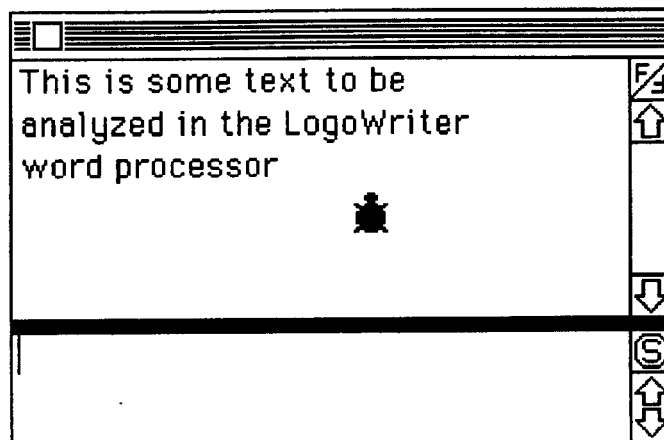 This is some text to be
analyzed in the LogoWriter
word processor
S